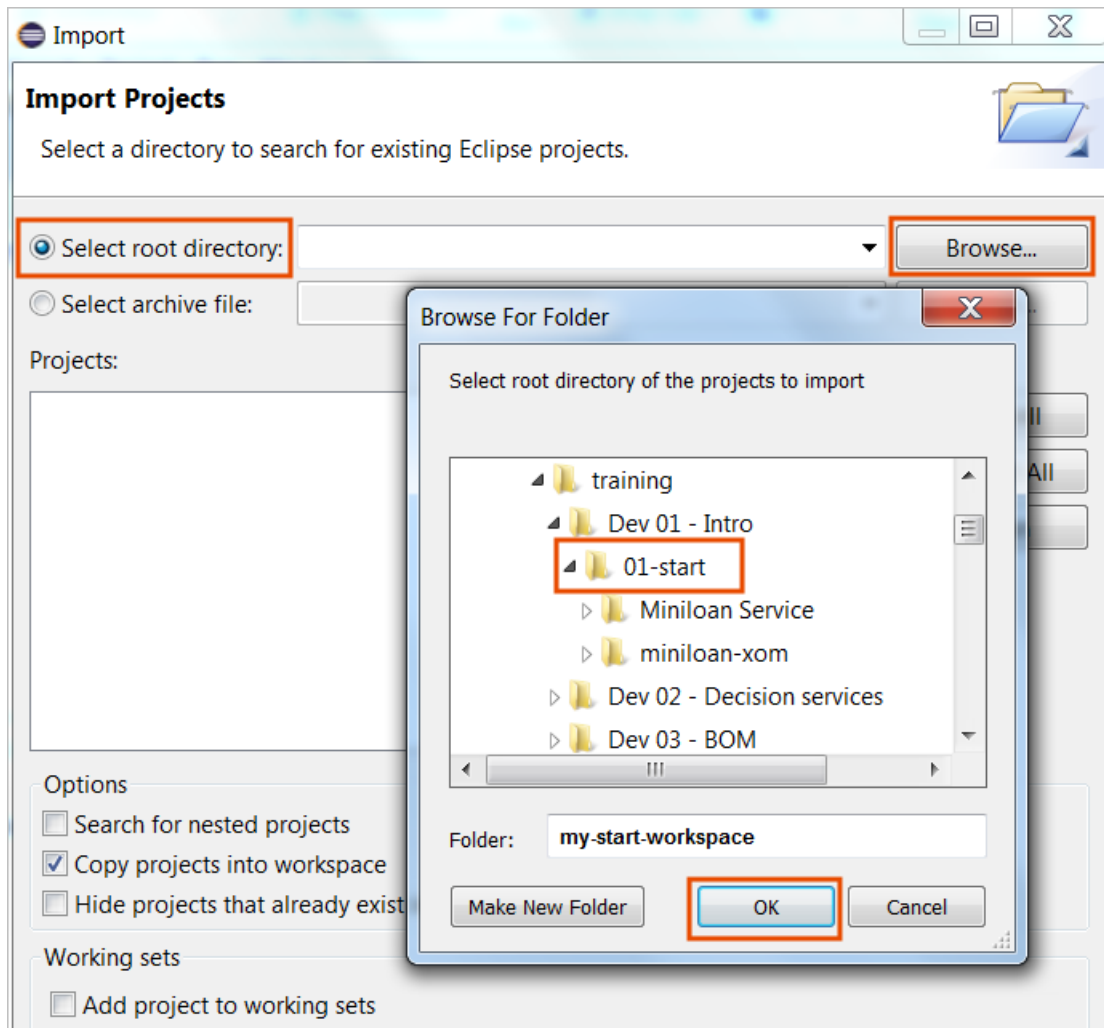 Import
Import Projects
Select a directory to search for existing Eclipse projects.
Select root directory:
Browse...
Select archive file:
Projects:
Browse For Folder
Select root directory of the projects to import
training
Dev 01 - Intro
01-start
Miniloan Service
miniloan-xom
Dev 02 - Decision services
Dev 03 - BOM
Folder: my-start-workspace
Make New Folder
OK
Cancel
All
Options
Search for nested projects
Copy projects into workspace
Hide projects that already exist
Working sets
Add project to working sets